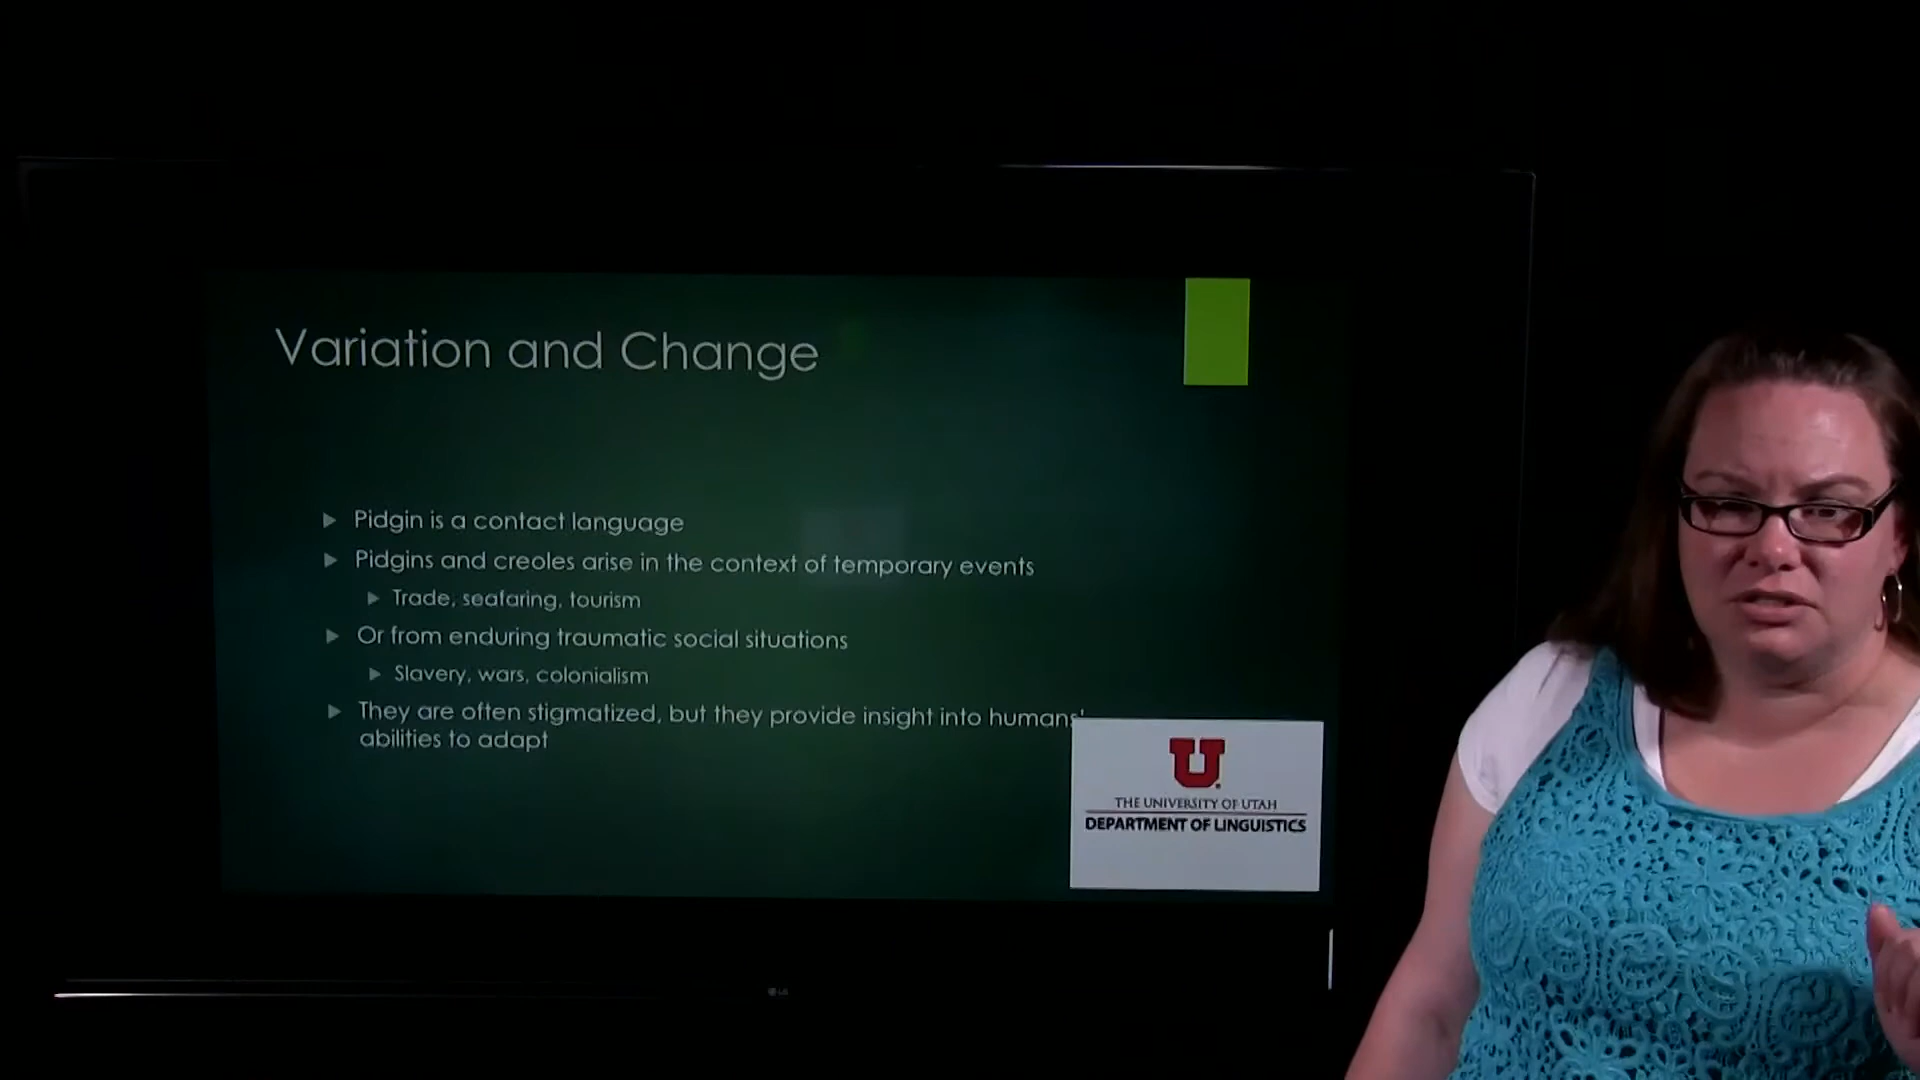 Variation and Change
Pidgin is a contact language
Pidgins and creoles arise in the context of temporary events
Trade, seafaring, tourism
Or from enduring traumatic social situations
Slavery, wars, colonialism
They are often stigmatized, but they provide insight into humans'
abilities to adapt
U
THE UNIVERSITY OF UTAH
DEPARTMENT OF LINGUISTICS
LG